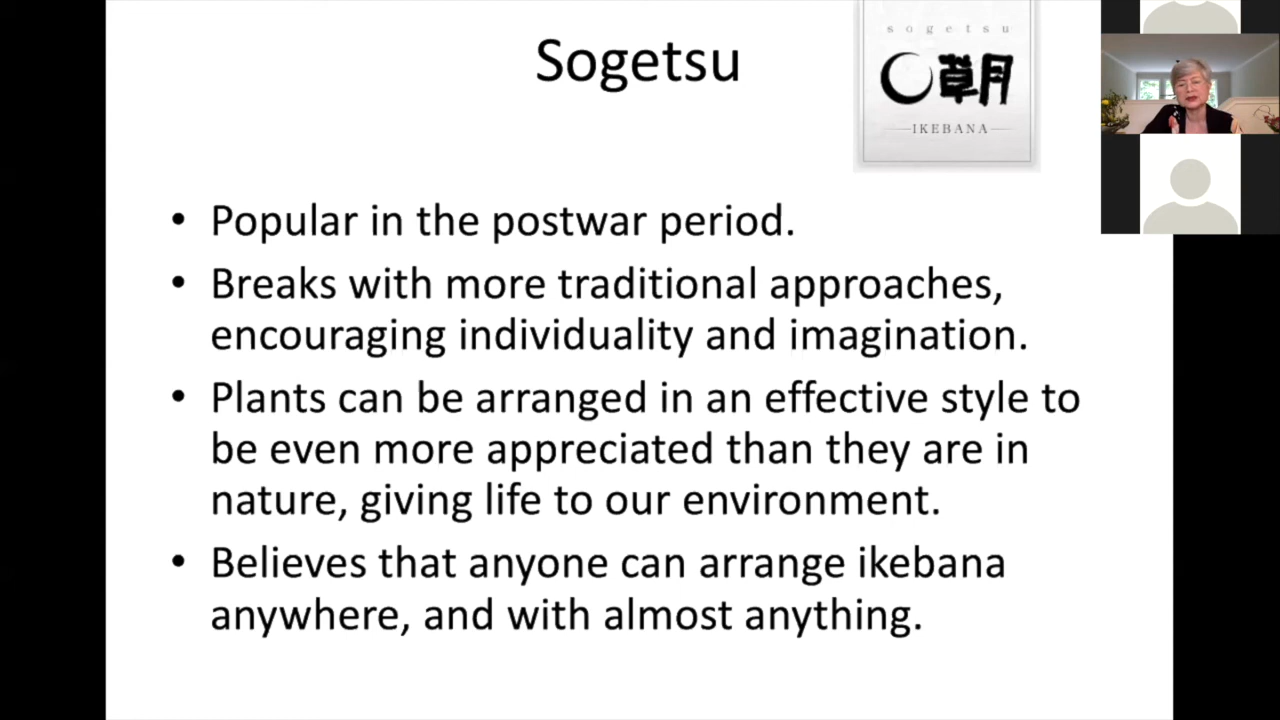 Sogetsu
sogetsu
草月
IKEBANA
• Popular in the postwar period.
• Breaks with more traditional approaches,
encouraging individuality and imagination.
• Plants can be arranged in an effective style to
be even more appreciated than they are in
nature, giving life to our environment.
• Believes that anyone can arrange ikebana
anywhere, and with almost anything.